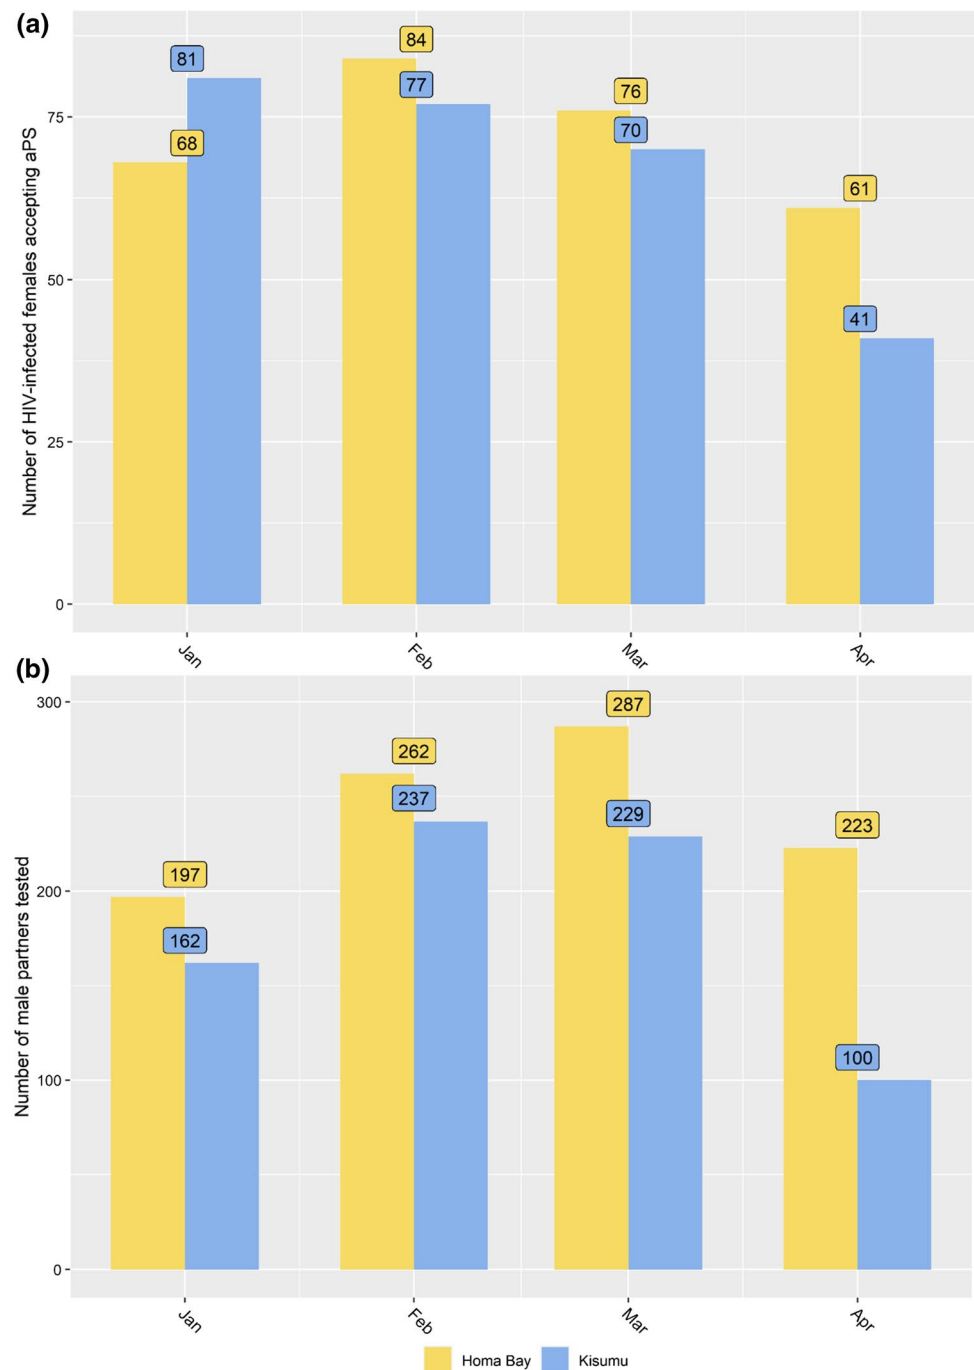 (a)
Number of HIV-infected females accepting aPS
75
50
25
0
81
68
84
77
76
70
61
41
Jan
Feb
Mar
Apr
(b)
Number of male partners tested
300
200
100
0
197
162
262
237
287
229
223
100
Jan
Feb
Mar
Apr
Homa Bay Kisumu